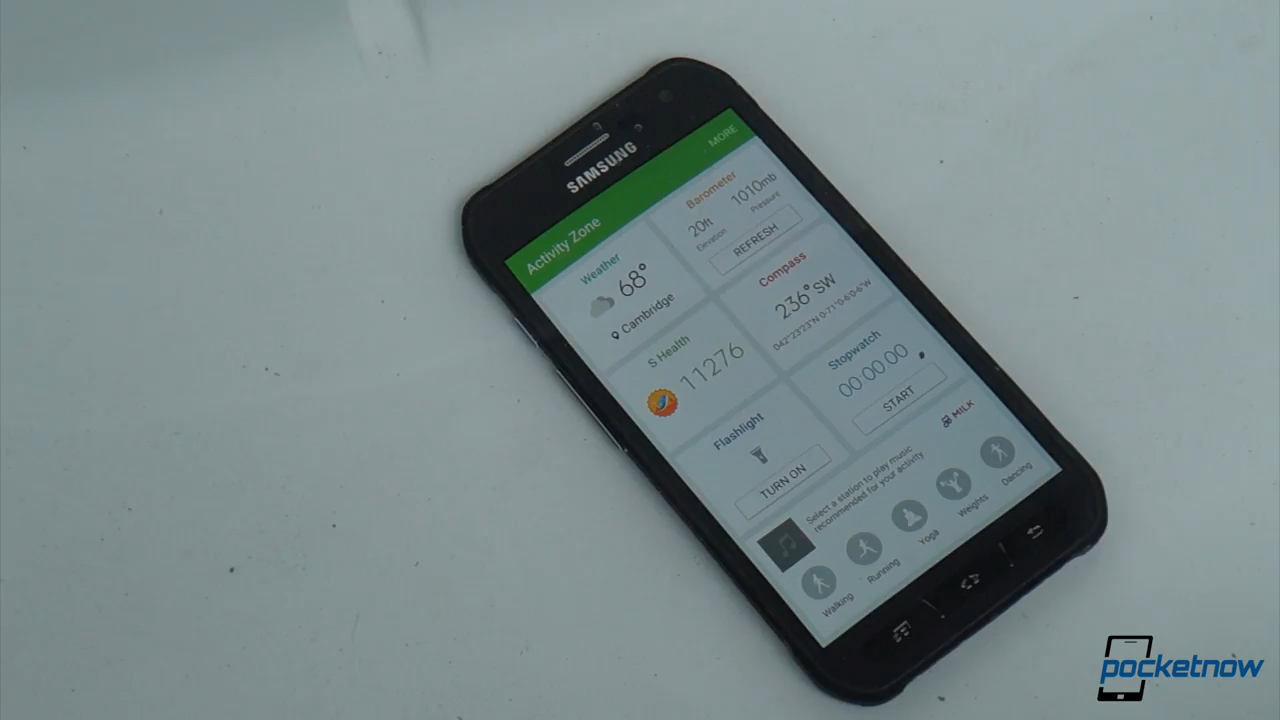 SAMSUNG
Activity Zone
MORE
Weather
68°
Cambridge
Barometer
20ft
Elevation
1010mb
Pressure
REFRESH
S Health
11276
Compass
236° SW
Flashlight
TURN ON
Stopwatch
00:00.00
START
MILK
Select a station to play music
recommended for your activity
Walking
Running
Yoga
Weights
Dancing
pocketnow